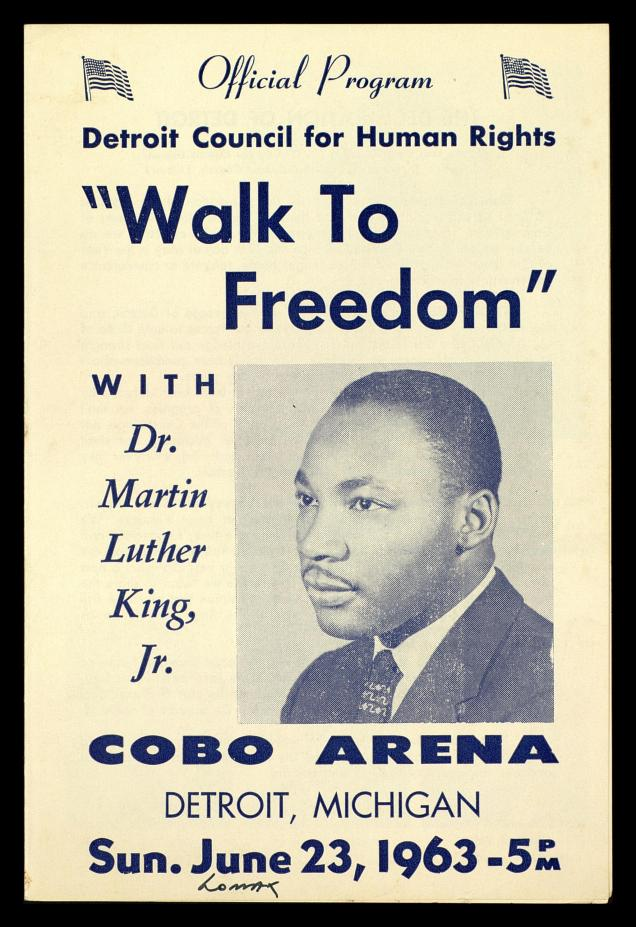 Official Program
Detroit Council for Human Rights
"Walk To
Freedom"
WITH
Dr.
Martin
Luther
King,
Jr.
COBO ARENA
DETROIT, MICHIGAN
Sun. June 23, 1963 - 5 PM
Lomax